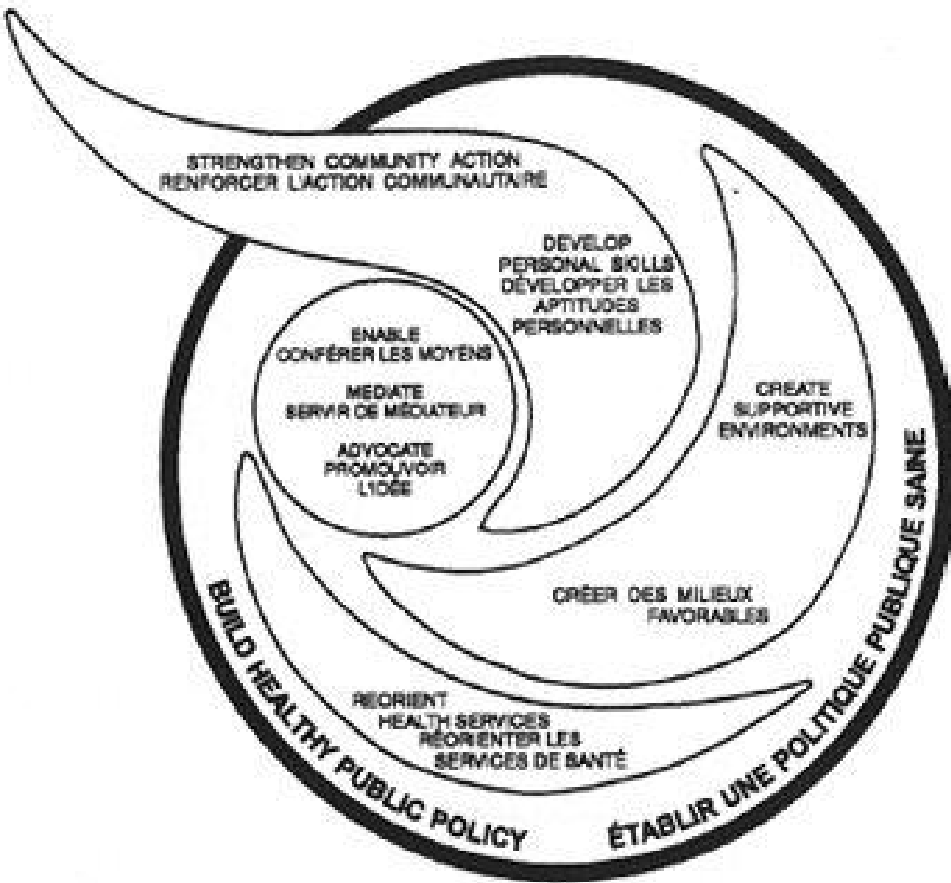 STRENGTHEN COMMUNITY ACTION
RENFORCER L'ACTION COMMUNAUTAIRE
DEVELOP
PERSONAL SKILLS
DÉVELOPPER LES
APTITUDES
PERSONNELLES
ENABLE
CONFÉRER LES MOYENS
MEDIATE
SERVIR DE MÉDIATEUR
ADVOCATE
PROMOUVOIR
L'IDÉE
CREATE
SUPPORTIVE
ENVIRONMENTS
CRÉER DES MILIEUX
FAVORABLES
REORIENT
HEALTH SERVICES
RÉORIENTER LES
SERVICES DE SANTÉ
BUILD HEALTHY PUBLIC POLICY
ÉTABLIR UNE POLITIQUE PUBLIQUE SAINE